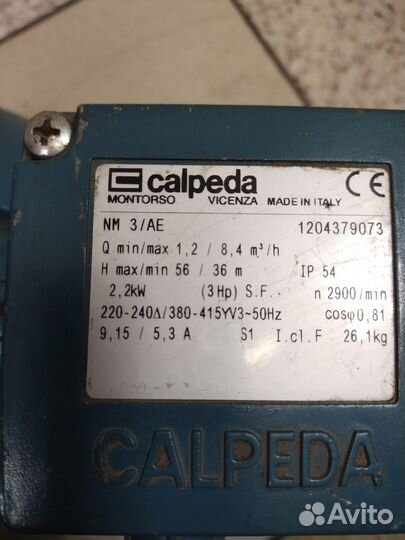 calpeda
MONTORSO VICENZA MADE IN ITALY CE
NM 3/AE 1204379073
Q min/max 1,2 / 8,4 m³/h
H max/min 56 / 36 m IP 54
2,2kW (3Hp) S.F. n 2900/min
220-240Δ/380-415YV3~50Hz cosφ0,81
9,15/ 5,3 A S1 I.cl.F 26,1kg
CALPEDA
Avito